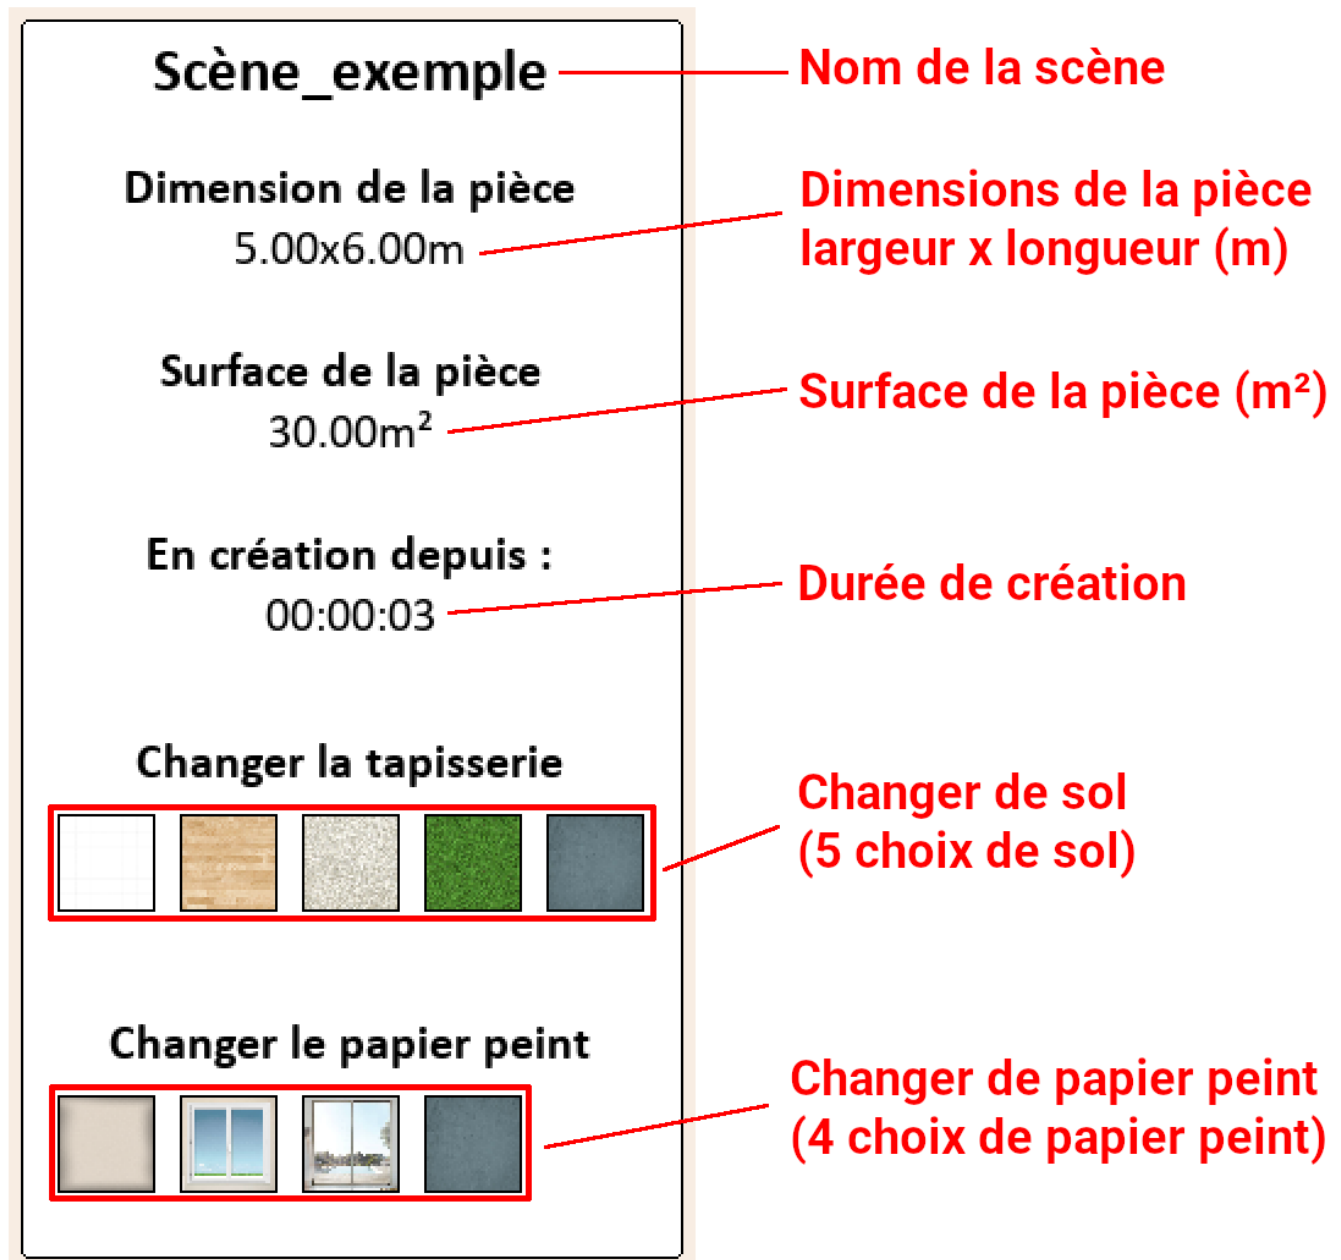 Scène_exemple
Nom de la scène
Dimension de la pièce
5.00x6.00m
Dimensions de la pièce
largeur x longueur (m)
Surface de la pièce
30.00m²
Surface de la pièce (m²)
En création depuis :
00:00:03
Durée de création
Changer la tapisserie
Changer de sol
(5 choix de sol)
Changer le papier peint
Changer de papier peint
(4 choix de papier peint)